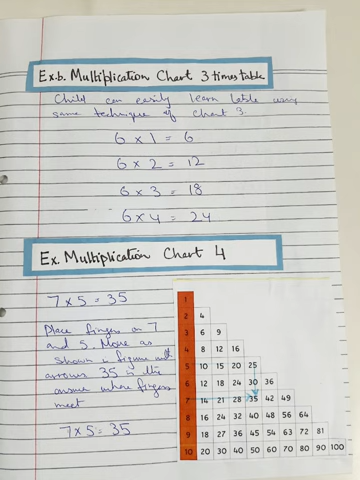 Ex.b. Multiplication Chart 3 times table
Child can easily learn table using
same technique of chart 3.
6 x 1 = 6
6 x 2 = 12
6 x 3 = 18
6 x 4 = 24
Ex. Multiplication Chart 4
7 x 5 = 35
Place fingers on 7
and 5. Move as
shown in figure with
arrows 35 is the
answer where fingers
meet
7 x 5 = 35
1
2 4
3 6 9
4 8 12 16
5 10 15 20 25
6 12 18 24 30 36
7 14 21 28 35 42 49
8 16 24 32 40 48 56 64
9 18 27 36 45 54 63 72 81
10 20 30 40 50 60 70 80 90 100